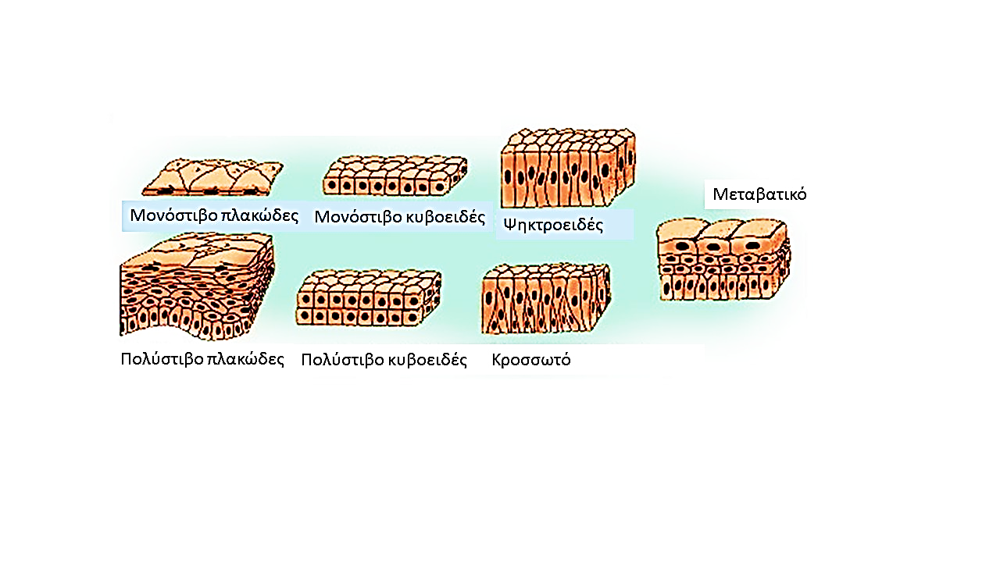 Μονόστιβο πλακώδες
Μονόστιβο κυβοειδές
Ψηκτροειδές
Μεταβατικό
Πολύστιβο πλακώδες
Πολύστιβο κυβοειδές
Κροσσωτό